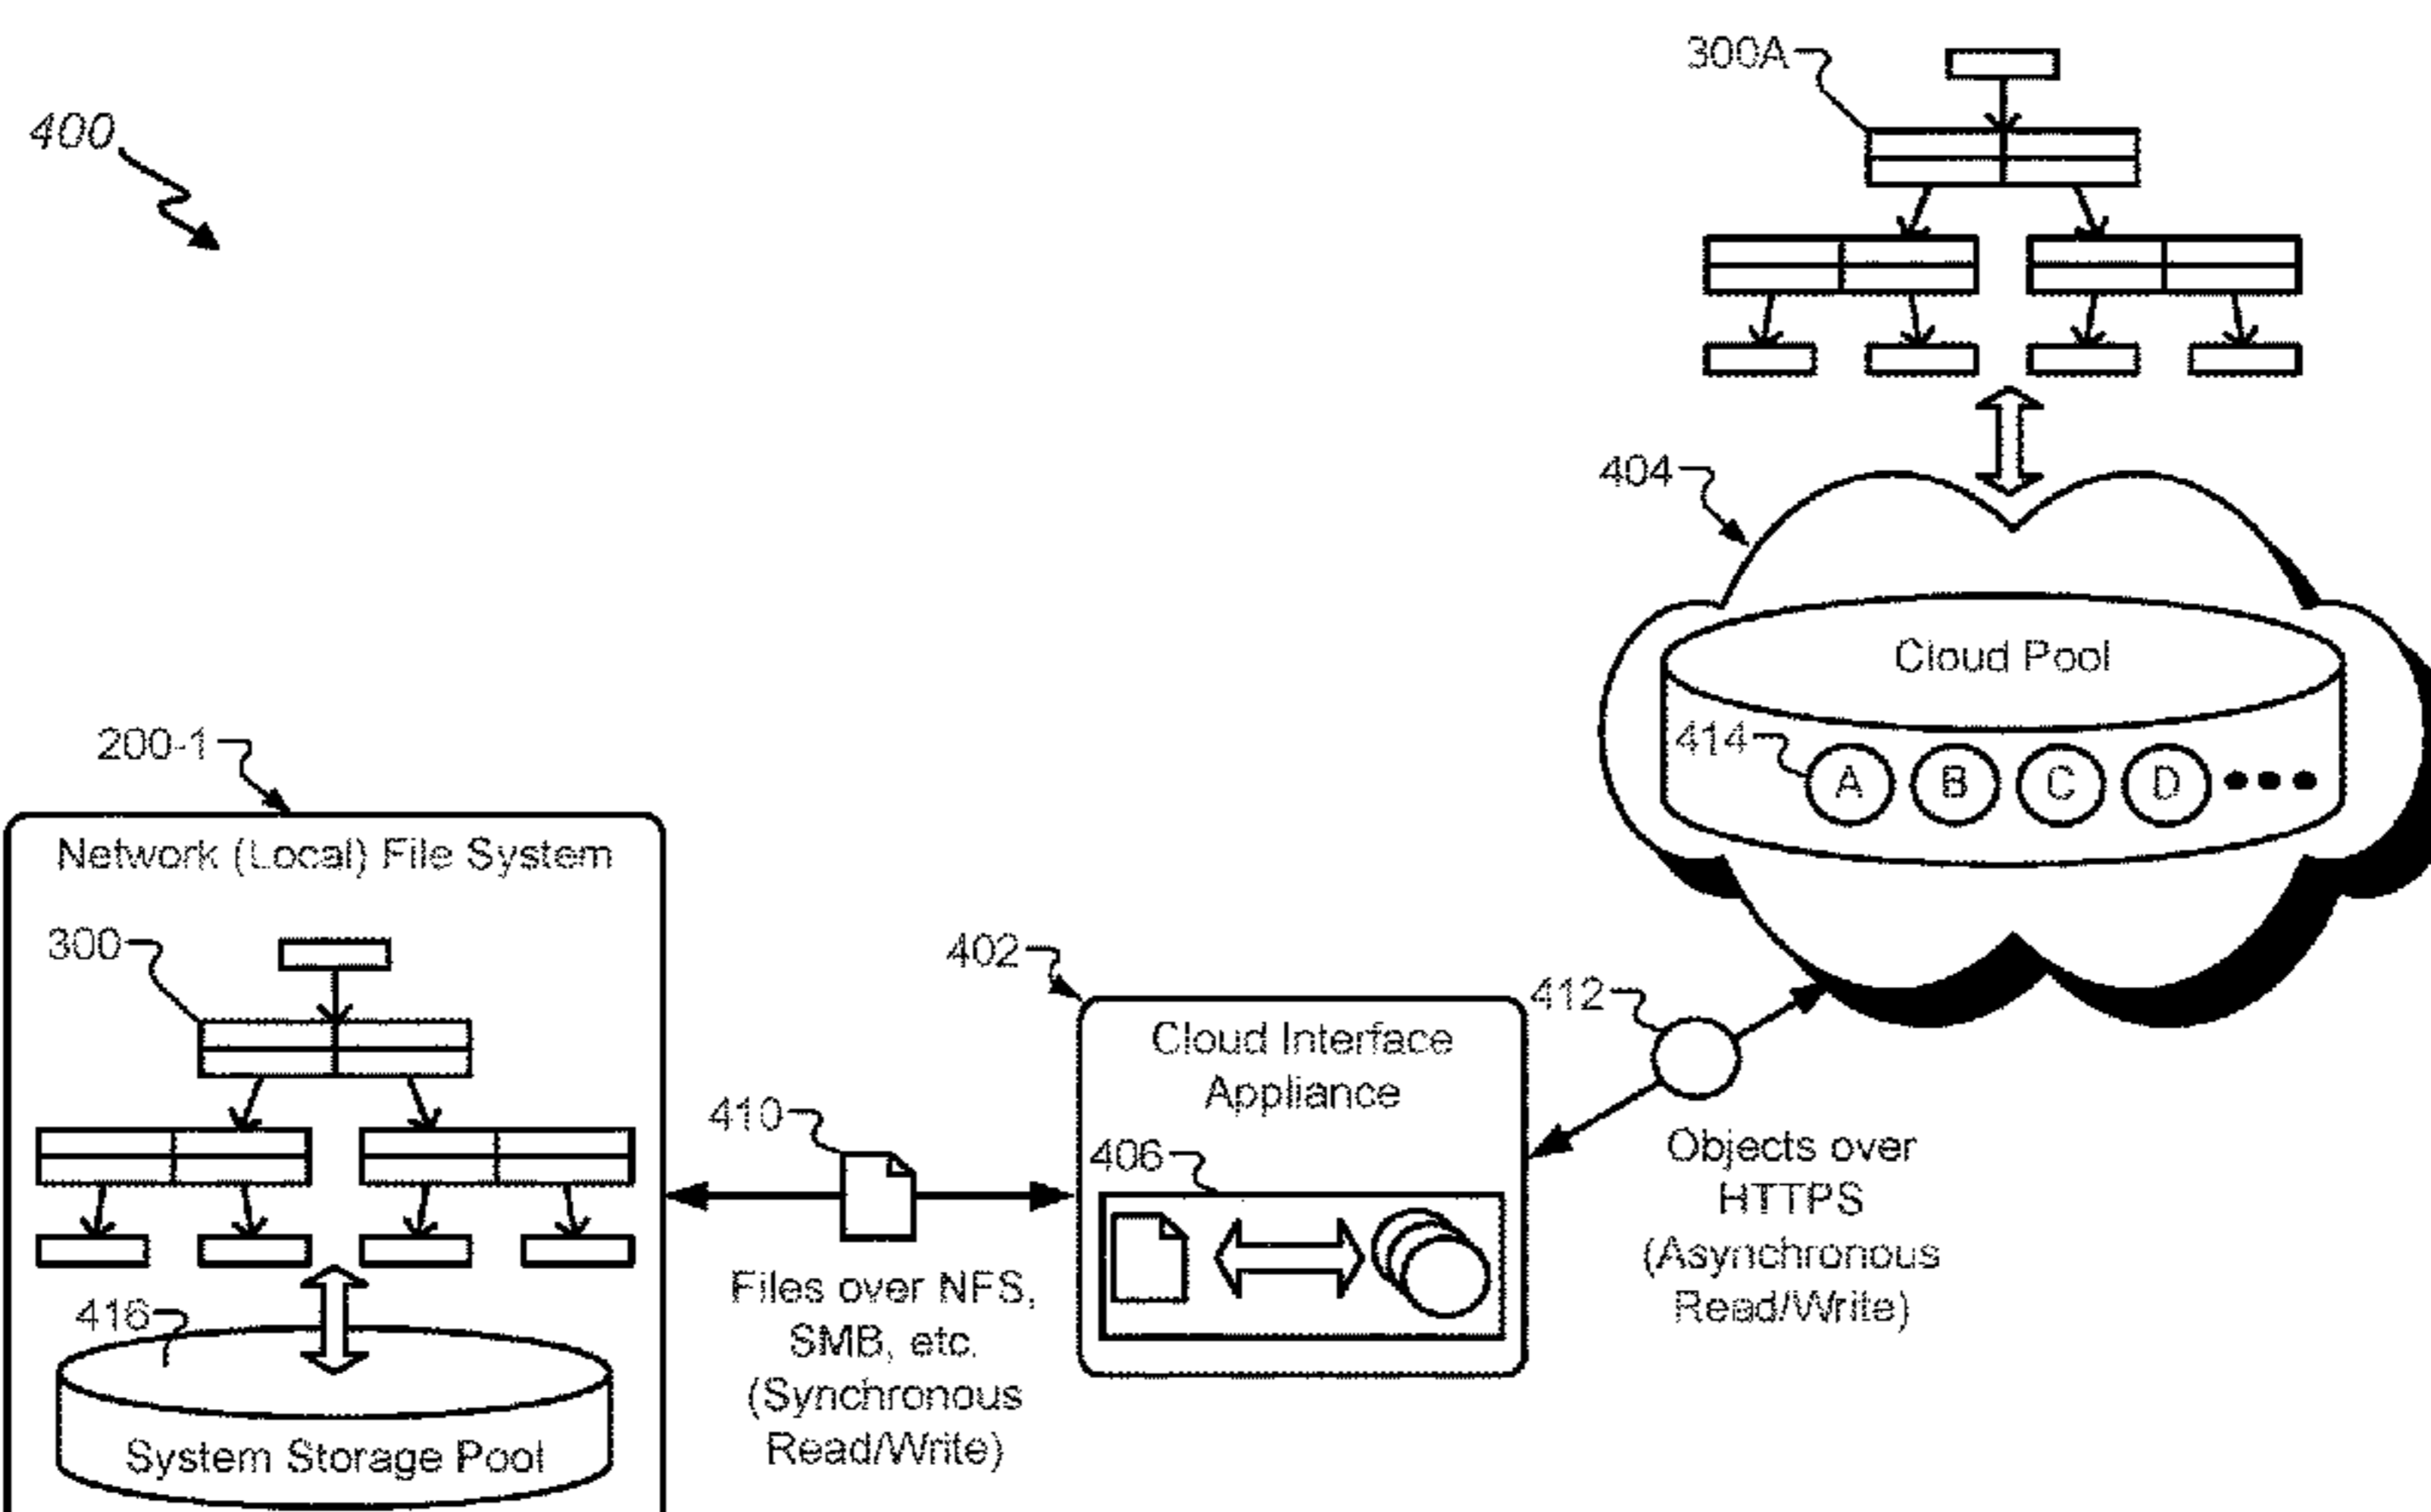 300A
400
404
Cloud Pool
414
A B C D
200-1
Network (Local) File System
300
402
412
Cloud Interface
Appliance
410
406
Objects over
HTTPS
(Asynchronous
Read/Write)
Files over NFS,
SMB, etc.
(Synchronous
Read/Write)
416
System Storage Pool